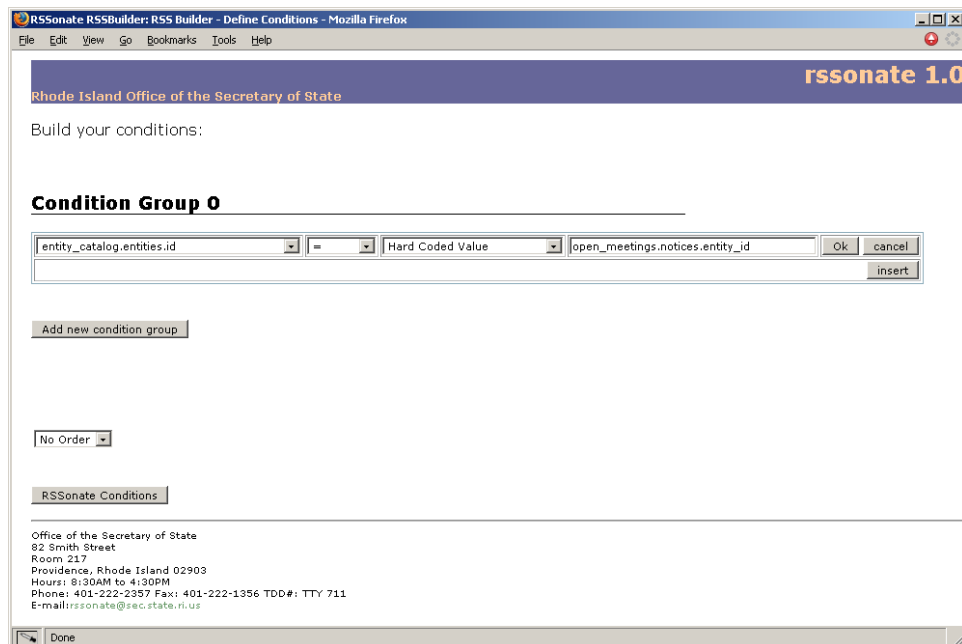 RSSonate RSSBuilder: RSS Builder - Define Conditions - Mozilla Firefox
File Edit View Go Bookmarks Tools Help
rssonate 1.0
Rhode Island Office of the Secretary of State
Build your conditions:
Condition Group 0
entity_catalog.entities.id = Hard Coded Value open_meetings.notices.entity_id Ok cancel
insert
Add new condition group
No Order
RSSonate Conditions
Office of the Secretary of State
82 Smith Street
Room 217
Providence, Rhode Island 02903
Hours: 8:30AM to 4:30PM
Phone: 401-222-2357 Fax: 401-222-1356 TDD#: TTY 711
E-mail:rssonate@sec.state.ri.us
Done